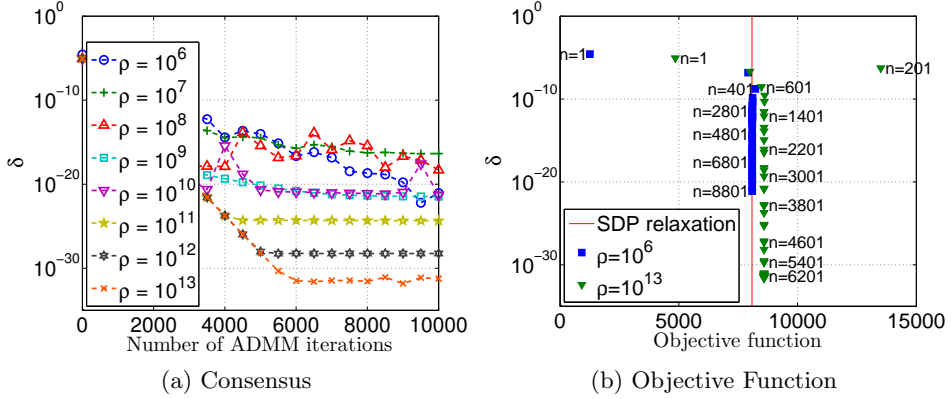 δ
10^0
10^-10
10^-20
10^-30
ρ = 10^6
ρ = 10^7
ρ = 10^8
ρ = 10^9
ρ = 10^10
ρ = 10^11
ρ = 10^12
ρ = 10^13
0 2000 4000 6000 8000 10000
Number of ADMM iterations
(a) Consensus
δ
10^0
10^-10
10^-20
10^-30
n=1
n=1
n=201
n=401
n=601
n=2801
n=1401
n=4801
n=2201
n=6801
n=3001
n=8801
n=3801
n=4601
n=5401
n=6201
SDP relaxation
ρ=10^6
ρ=10^13
0 5000 10000 15000
Objective function
(b) Objective Function